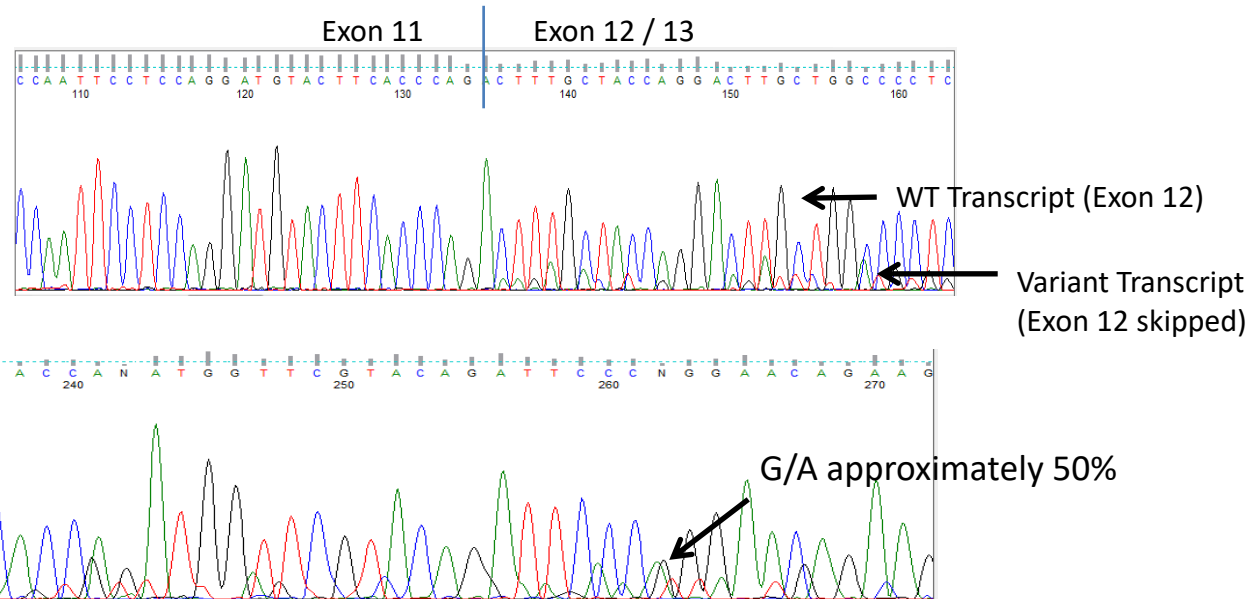 Exon 11 Exon 12 / 13
C C A A T T C C T C C A G G A T G T A C T T C A C C C A G A C T T T G C T A C C A G G A C T T G C T G G C C C C T C
110 120 130 140 150 160
WT Transcript (Exon 12)
Variant Transcript
(Exon 12 skipped)
A C C A N A T G G T T C G T A C A G A T T C C C N G G A A C A G A A G
240 250 260 270
G/A approximately 50%